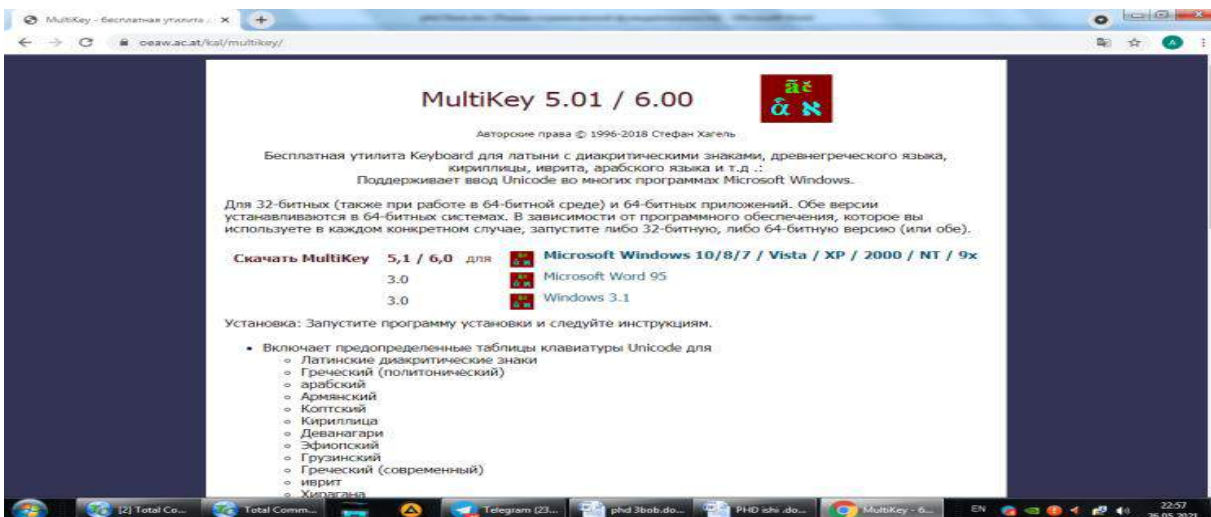 MultiKey - Бесплатная утилита
oeaw.ac.at/kal/multikey/
MultiKey 5.01 / 6.00
ãč
ᾶ א
Авторские права © 1996-2018 Стефан Хагель
Бесплатная утилита Keyboard для латыни с диакритическими знаками, древнегреческого языка,
кириллицы, иврита, арабского языка и т.д .:
Поддерживает ввод Unicode во многих программах Microsoft Windows.
Для 32-битных (также при работе в 64-битной среде) и 64-битных приложений. Обе версии
устанавливаются в 64-битных системах. В зависимости от программного обеспечения, которое вы
используете в каждом конкретном случае, запустите либо 32-битную, либо 64-битную версию (или обе).
Скачать MultiKey 5,1 / 6,0 для Microsoft Windows 10/8/7 / Vista / XP / 2000 / NT / 9x
3.0 Microsoft Word 95
3.0 Windows 3.1
Установка: Запустите программу установки и следуйте инструкциям.
• Включает предопределенные таблицы клавиатуры Unicode для
◦ Латинские диакритические знаки
◦ Греческий (политонический)
◦ арабский
◦ Армянский
◦ Коптский
◦ Кириллица
◦ Деванагари
◦ Эфиопский
◦ Грузинский
◦ Греческий (современный)
◦ иврит
◦ Хирагана
[2] Total Co... Total Comm... Telegram (23... phd 3bob.do... PHD ishi .do... MultiKey - б... EN 22:57
26.05.2021